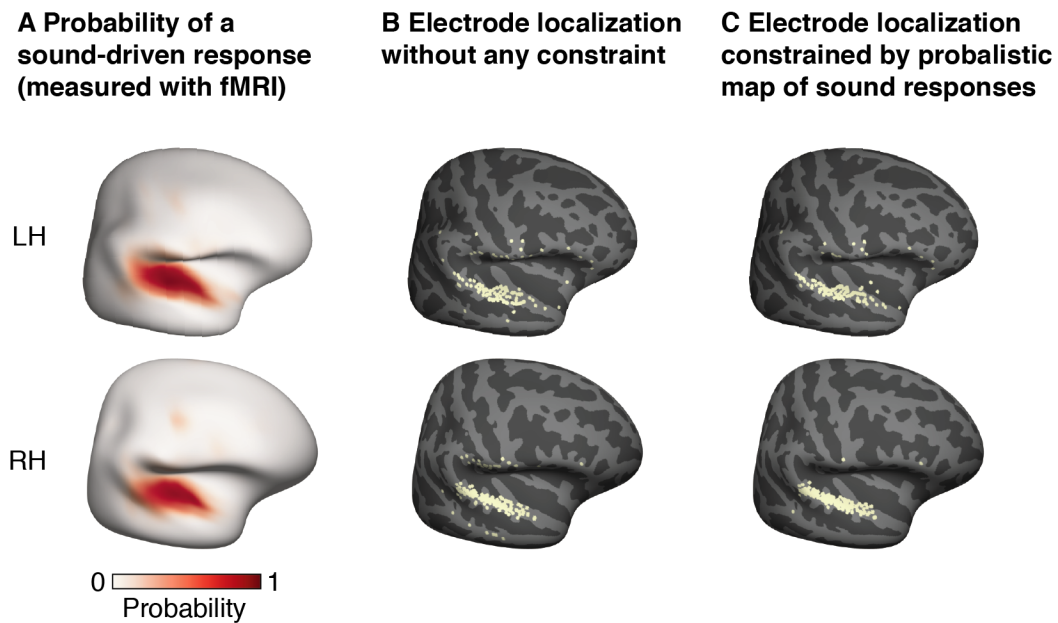 A Probability of a
sound-driven response
(measured with fMRI)
B Electrode localization
without any constraint
C Electrode localization
constrained by probalistic
map of sound responses
LH
RH
0 1
Probability